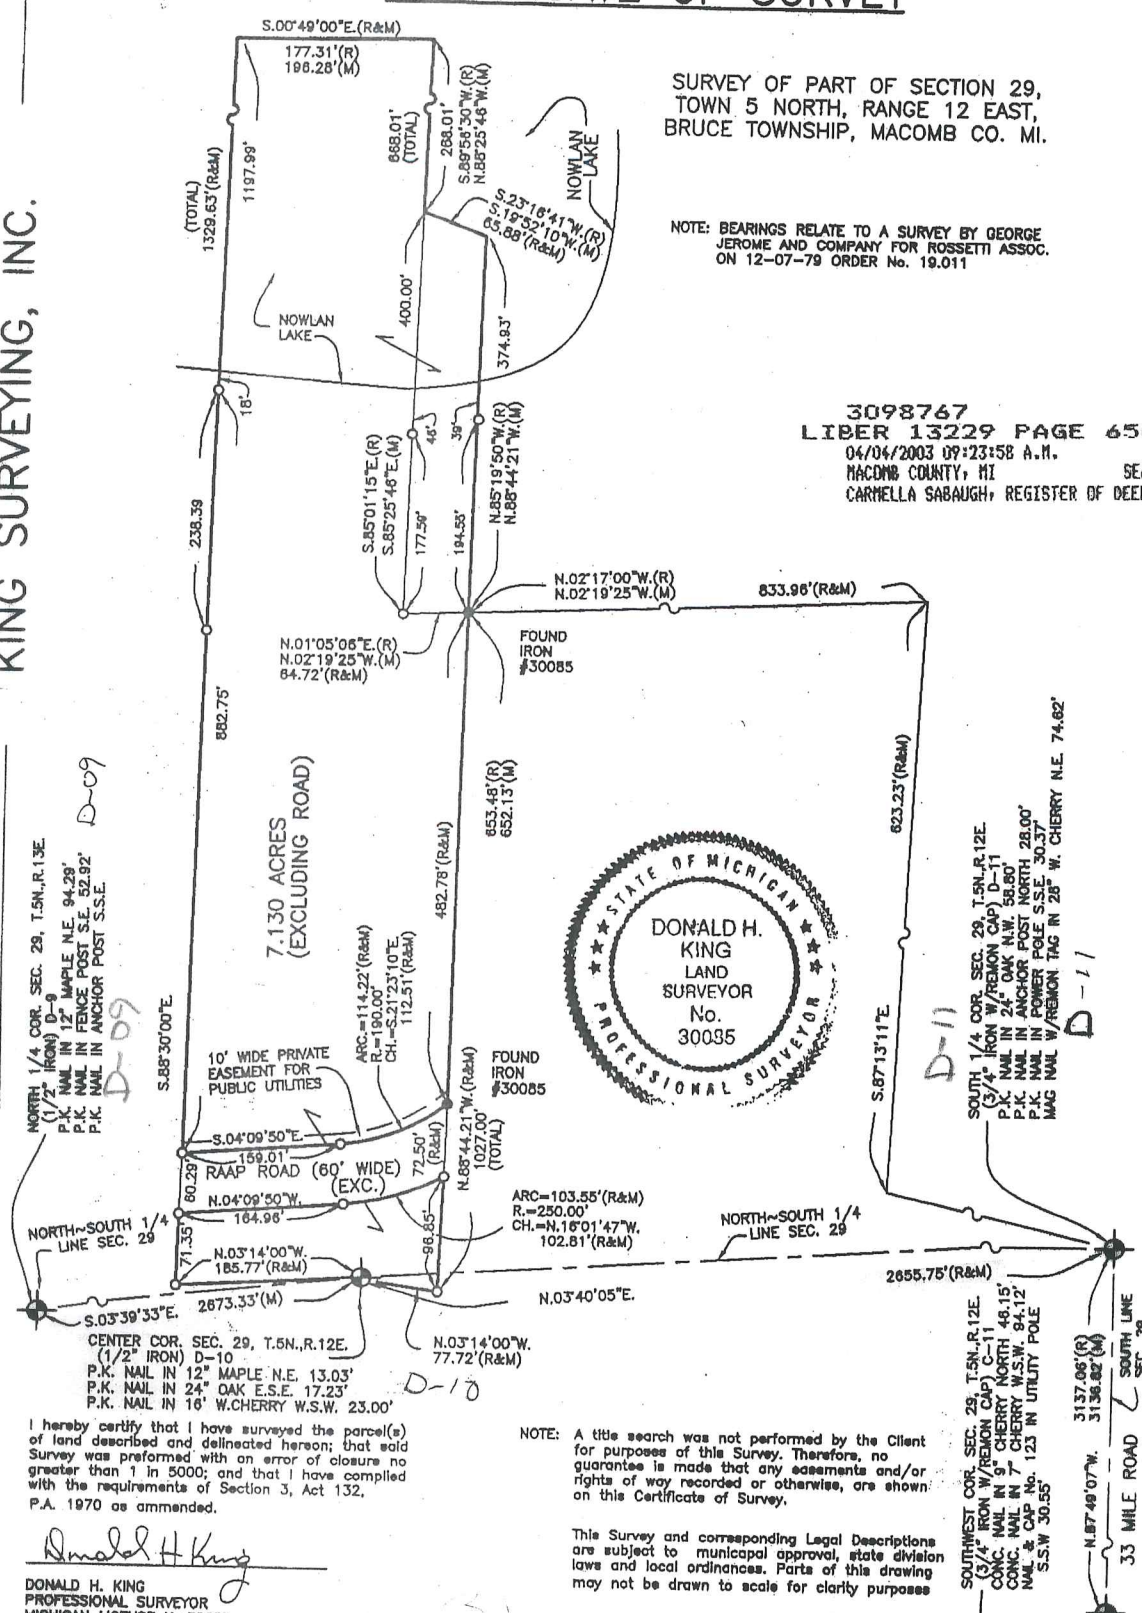 S.00°49'00"E.(R&M)
177.31'(R)
196.28'(M)
SURVEY OF PART OF SECTION 29,
TOWN 5 NORTH, RANGE 12 EAST,
BRUCE TOWNSHIP, MACOMB CO. MI.
NOTE: BEARINGS RELATE TO A SURVEY BY GEORGE
JEROME AND COMPANY FOR ROSSETTI ASSOC.
ON 12-07-79 ORDER No. 19.011
KING SURVEYING, INC.
(TOTAL)
1329.63'(R&M)
1197.99'
668.01'
(TOTAL)
268.01'
S.89°56'30"W.(R)
N.88°25'46"W.(M)
S.23°16'41"W.(R)
S.19°52'10"W.(M)
65.88'(R&M)
NOWLAN
LAKE
NOWLAN
LAKE
400.00'
374.93'
18'
46'
39'
3098767
LIBER 13229 PAGE 65
04/04/2003 09:23:58 A.M.
MACOMB COUNTY, MI SE
CARMELLA SABAUGH, REGISTER OF DEE
238.39
S.85°01'15"E.(R)
S.85°25'46"E.(M)
177.59'
194.55'
N.85°19'50"W.(R)
N.88°44'21"W.(M)
N.02°17'00"W.(R)
N.02°19'25"W.(M)
833.96'(R&M)
N.01°05'06"E.(R)
N.02°19'25"W.(M)
64.72'(R&M)
FOUND
IRON
#30085
882.75'
653.48'(R)
652.13'(M)
623.23'(R&M)
7.130 ACRES
(EXCLUDING ROAD)
482.78'(R&M)
STATE OF MICHIGAN
DONALD H.
KING
LAND
SURVEYOR
No.
30085
PROFESSIONAL SURVEYOR
NORTH 1/4 COR. SEC. 29, T.5N.,R.13E.
(1/2" IRON) D-9
P.K. NAIL IN 12" MAPLE N.E. 94.29'
P.K. NAIL IN FENCE POST S.E. 52.92'
P.K. NAIL IN ANCHOR POST S.S.E.
D-09
D-09
S.88°30'00"E.
ARC.=114.22'(R&M)
R.=190.00'
CH.=S.21°23'10"E.
112.51'(R&M)
10' WIDE PRIVATE
EASEMENT FOR
PUBLIC UTILITIES
FOUND
IRON
#30085
S.87°13'11"E.
SOUTH 1/4 COR. SEC. 29, T.5N.,R.12E.
(3/4" IRON W/REMON CAP) D-11
P.K. NAIL IN 24" OAK N.W. 58.80'
P.K. NAIL IN ANCHOR POST NORTH 28.00'
P.K. NAIL IN POWER POLE S.S.E. 30.37'
MAG NAIL W/REMON. TAG IN 28" W. CHERRY N.E. 74.62'
D-11
D-11
S.04°09'50"E.
159.01'
RAAP ROAD (60' WIDE)
(EXC.)
60.29'
72.50'
(R&M)
N.88°44'21"W.(R&M)
1027.00'
(TOTAL)
N.04°09'50"W.
164.96'
ARC=103.55'(R&M)
R.=250.00'
CH.=N.16°01'47"W.
102.81'(R&M)
96.85'
NORTH~SOUTH 1/4
LINE SEC. 29
71.35'
N.03°14'00"W.
185.77'(R&M)
NORTH~SOUTH 1/4
LINE SEC. 29
2655.75'(R&M)
S.03°39'33"E.
2673.33'(M)
N.03°40'05"E.
CENTER COR. SEC. 29, T.5N.,R.12E.
(1/2" IRON) D-10
P.K. NAIL IN 12" MAPLE N.E. 13.03'
P.K. NAIL IN 24" OAK E.S.E. 17.23'
P.K. NAIL IN 16' W.CHERRY W.S.W. 23.00'
N.03°14'00"W.
77.72'(R&M)
D-10
I hereby certify that I have surveyed the parcel(s)
of land described and delineated hereon; that said
Survey was preformed with an error of closure no
greater than 1 in 5000; and that I have complied
with the requirements of Section 3, Act 132,
P.A. 1970 as ammended.
Donald H King
DONALD H. KING
PROFESSIONAL SURVEYOR
NOTE: A title search was not performed by the Client
for purposes of this Survey. Therefore, no
guarantee is made that any easements and/or
rights of way recorded or otherwise, are shown
on this Certificate of Survey.
This Survey and corresponding Legal Descriptions
are subject to municapal approval, state division
laws and local ordinances. Parts of this drawing
may not be drawn to scale for clarity purposes
SOUTHWEST COR. SEC. 29, T.5N.,R.12E.
(3/4" IRON W/REMON CAP) C-11
CONC. NAIL IN 9" CHERRY NORTH 46.15'
CONC. NAIL IN 7" CHERRY W.S.W. 94.12'
NAIL & CAP No. 123 IN UTILITY POLE
S.S.W 30.55'
3137.06'(R)
3136.82'(M)
N.87°49'07"W.
SOUTH LINE
SEC. 29
33 MILE ROAD